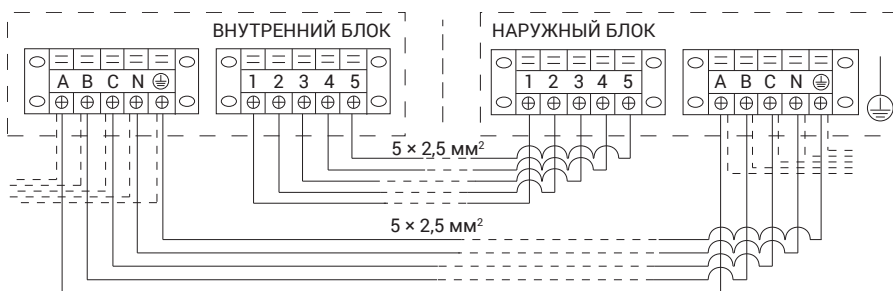 ВНУТРЕННИЙ БЛОК НАРУЖНЫЙ БЛОК
A B C N 1 2 3 4 5 1 2 3 4 5 A B C N
5 × 2,5 мм²
5 × 2,5 мм²